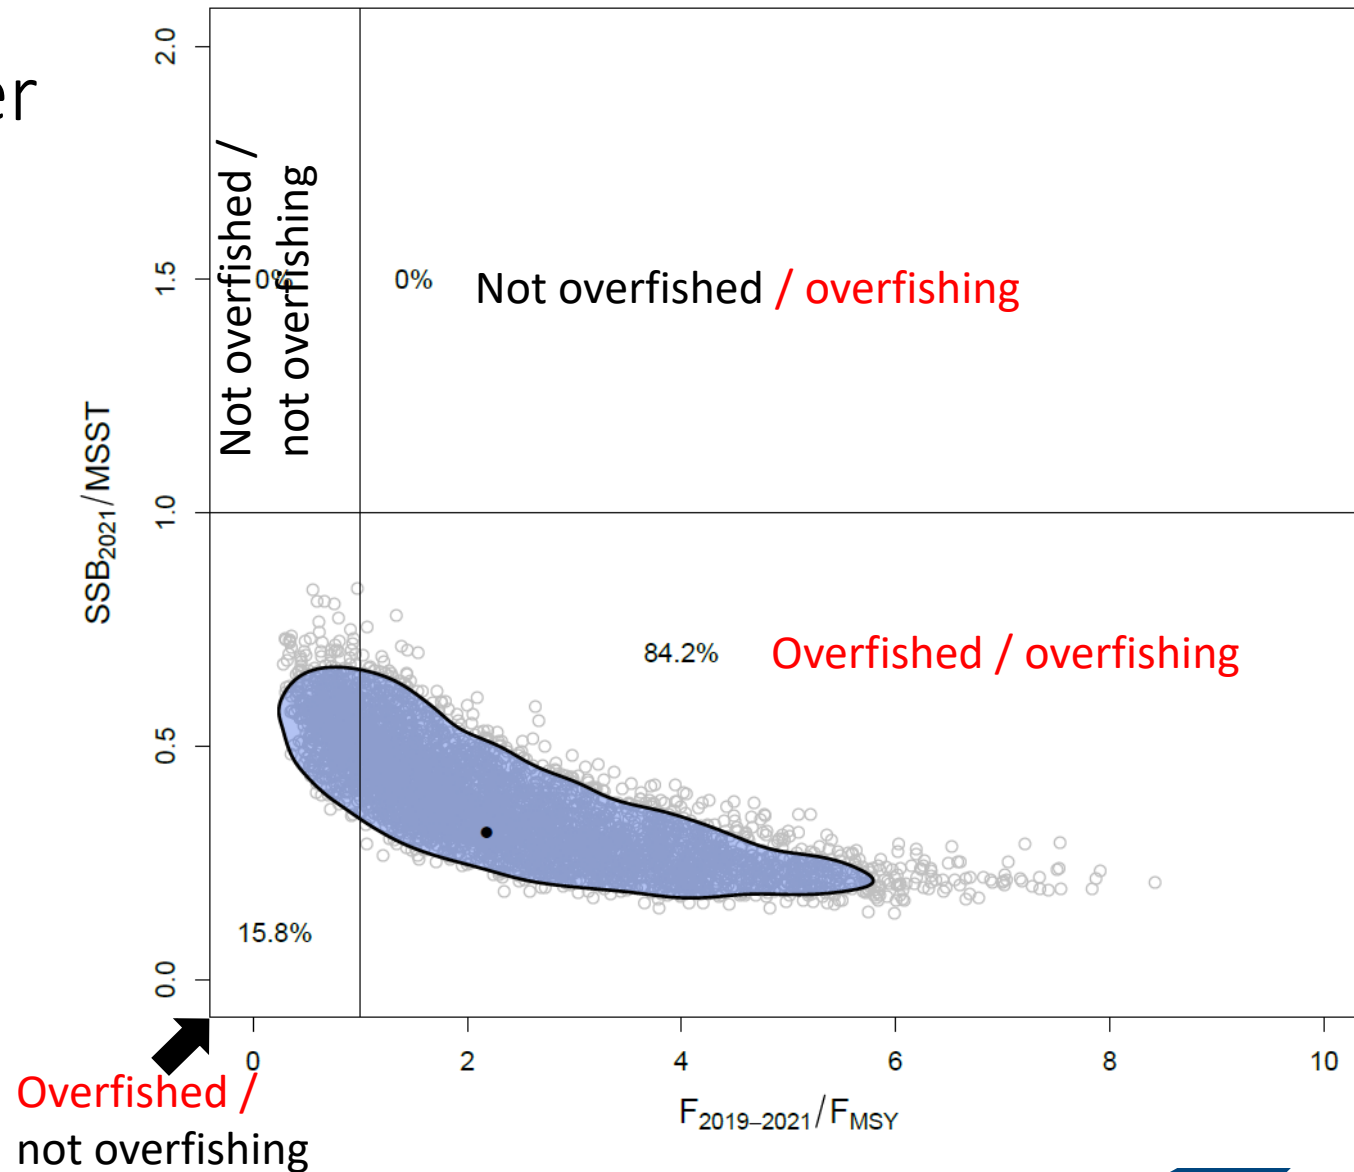 er
2.0
1.5
1.0
0.5
0.0
SSB2021/MSST
Not overfished /
not overfishing
0%
0%
Not overfished / overfishing
84.2%
Overfished / overfishing
15.8%
0 2 4 6 8 10
F2019–2021/FMSY
Overfished /
not overfishing